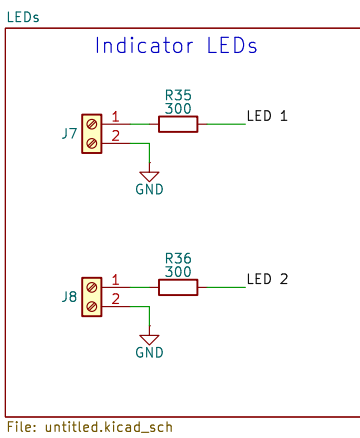 LEDs
Indicator LEDs
R35
300
LED 1
J7
1
2
GND
R36
300
LED 2
J8
1
2
GND
File: untitled.kicad_sch